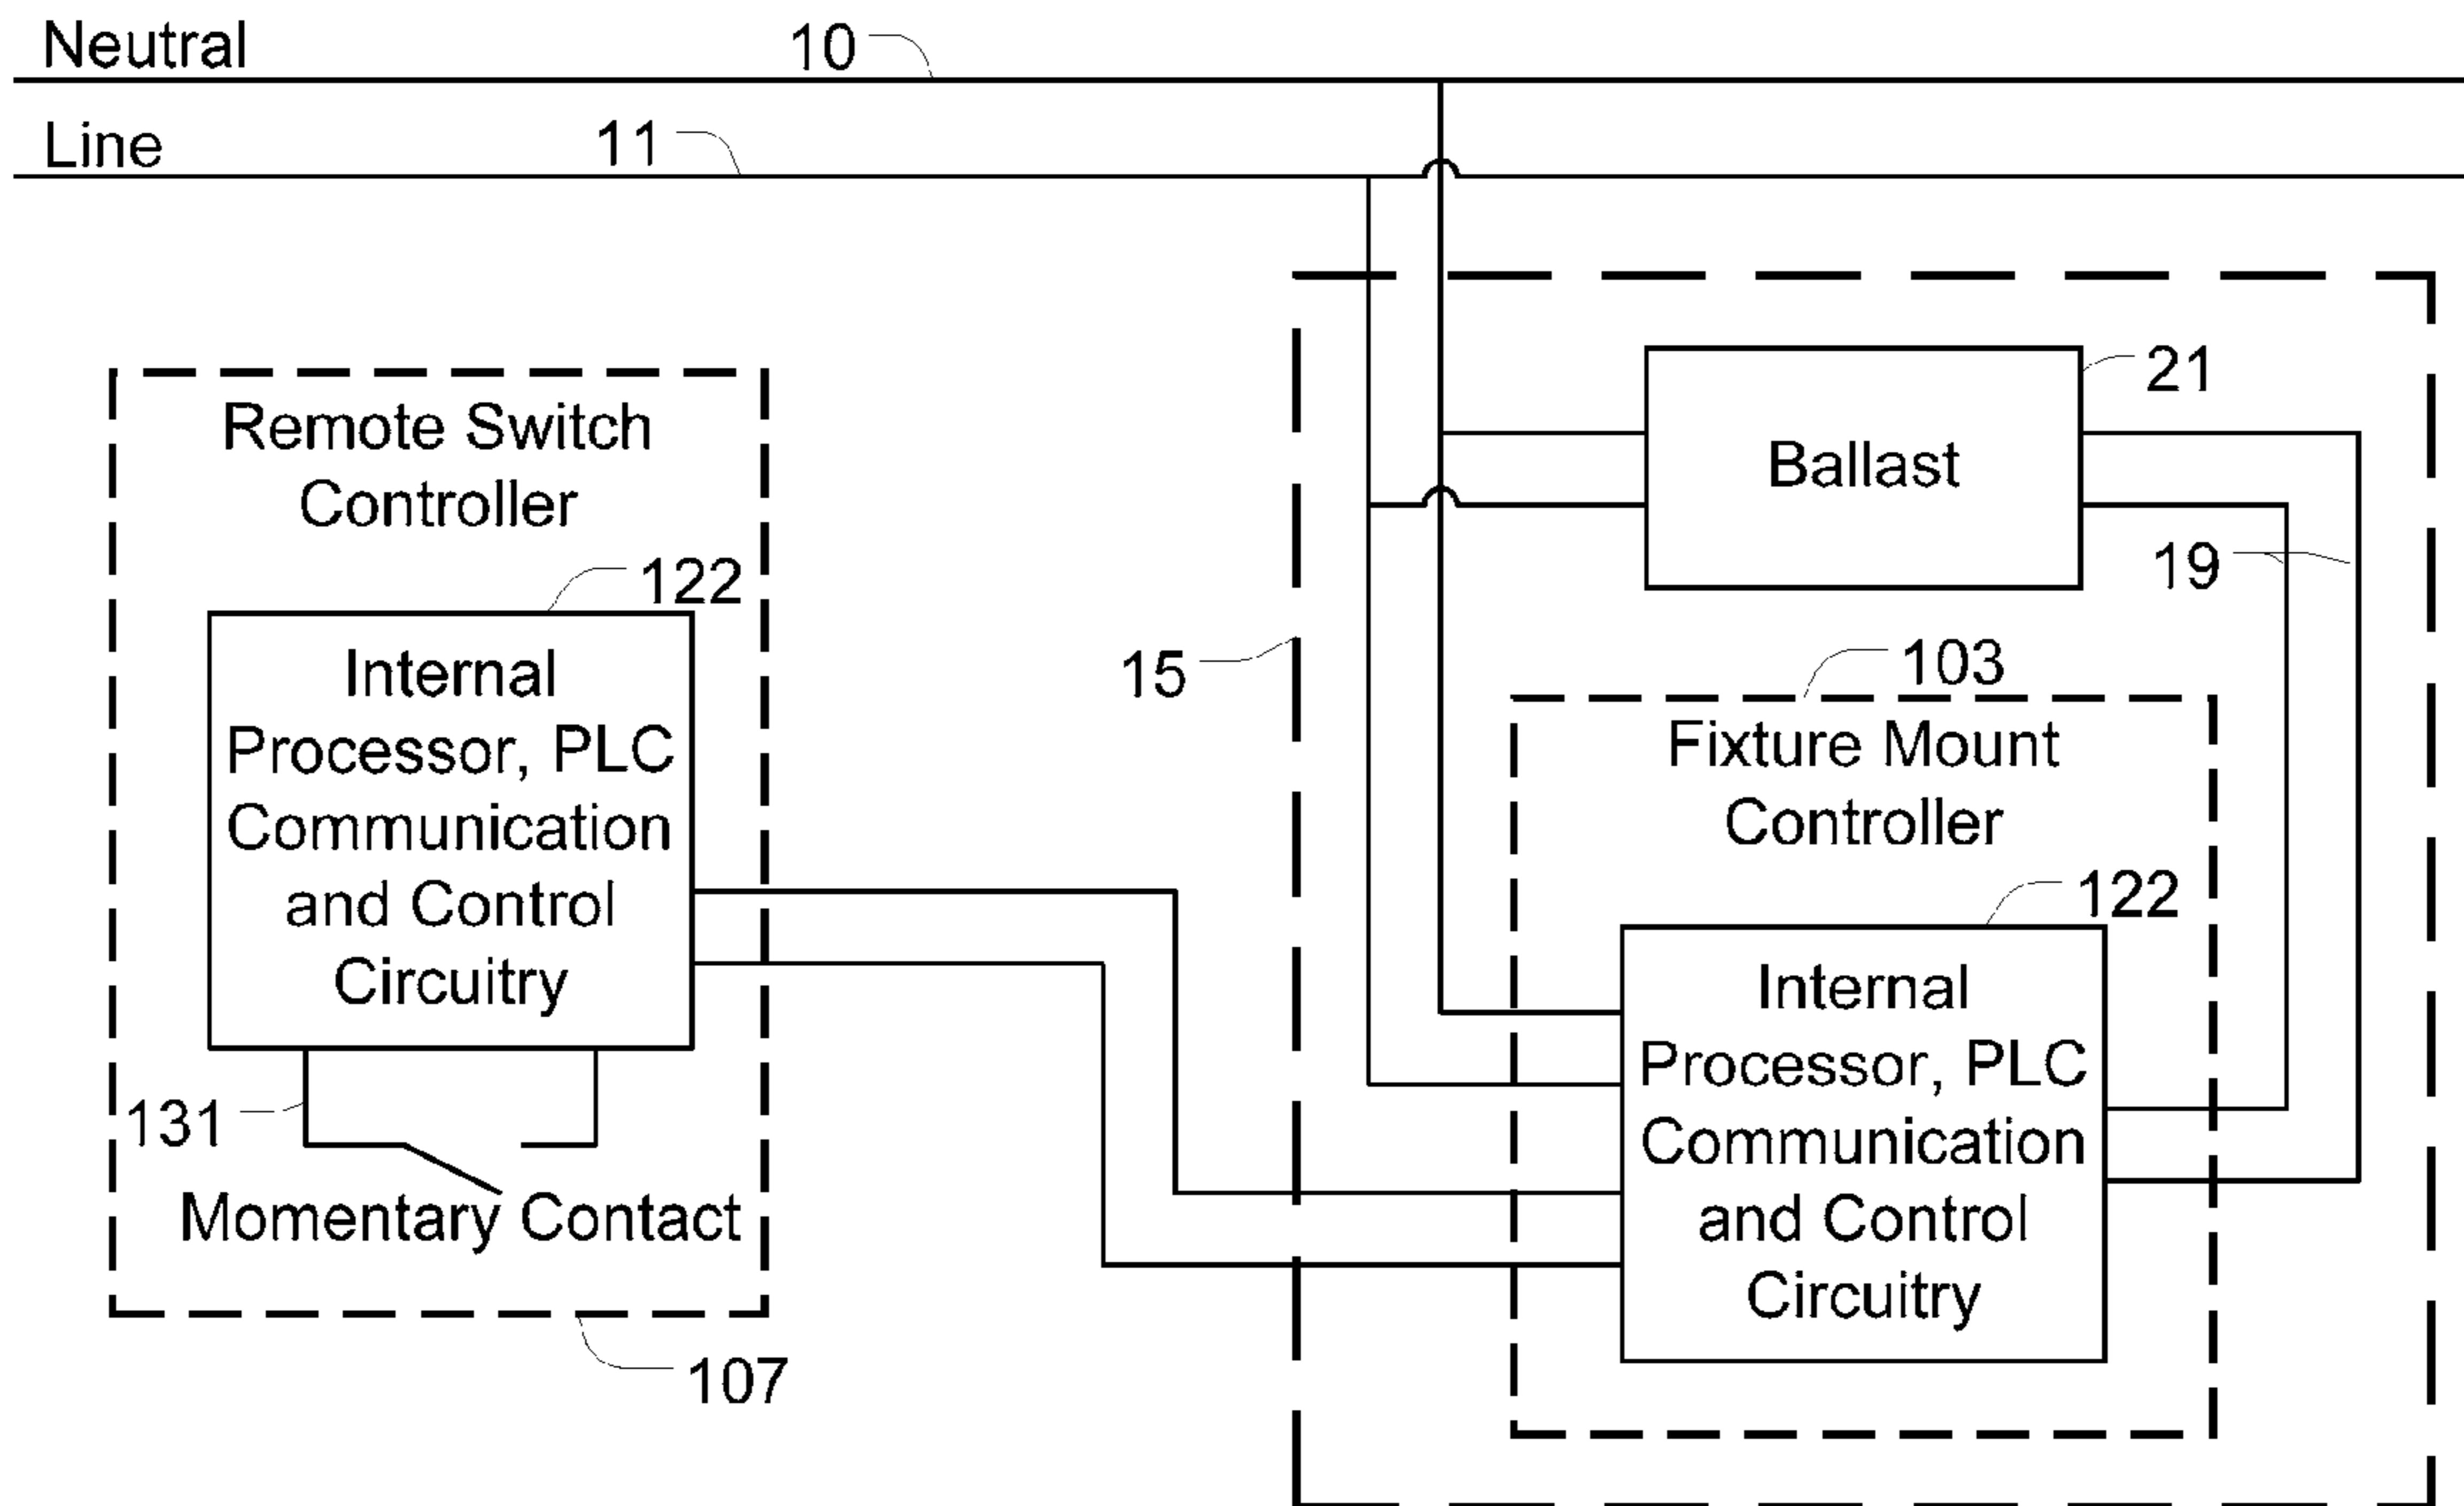 Neutral
10
Line
11
Remote Switch
Controller
122
Internal
Processor, PLC
Communication
and Control
Circuitry
131
Momentary Contact
107
15
21
Ballast
19
103
Fixture Mount
Controller
122
Internal
Processor, PLC
Communication
and Control
Circuitry